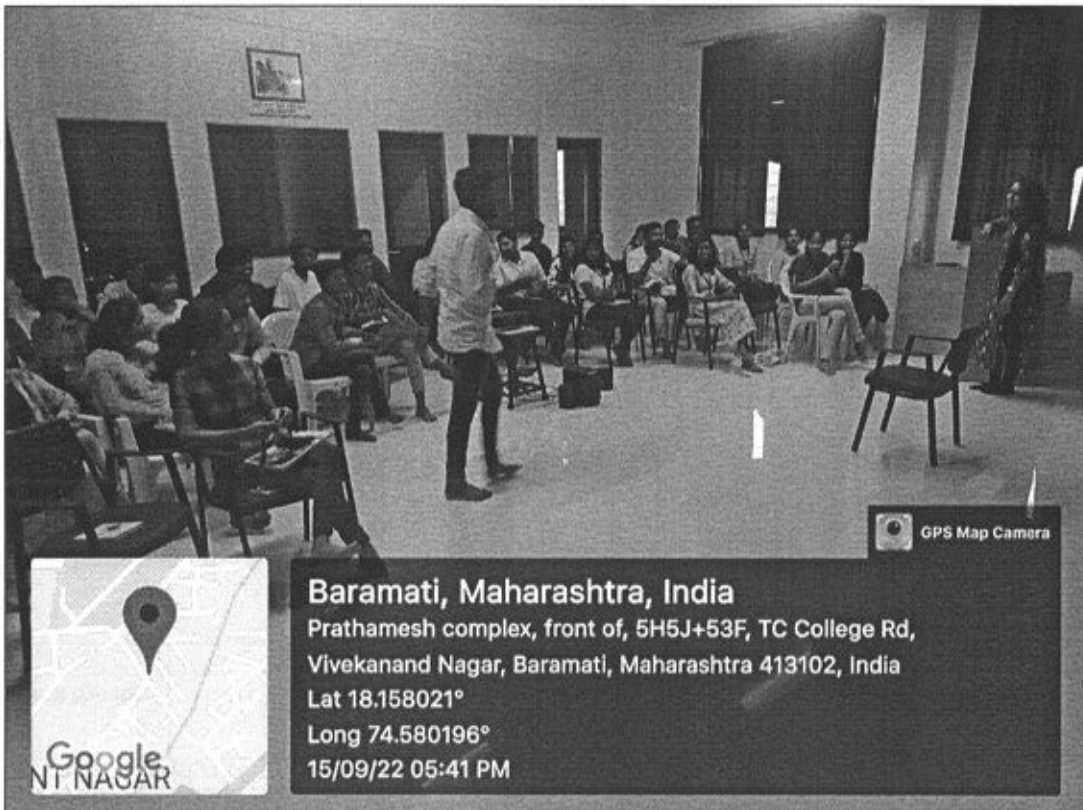 GPS Map Camera
Baramati, Maharashtra, India
Prathamesh complex, front of, 5H5J+53F, TC College Rd,
Vivekanand Nagar, Baramati, Maharashtra 413102, India
Lat 18.158021°
Long 74.580196°
15/09/22 05:41 PM
Google
NT NAGAR